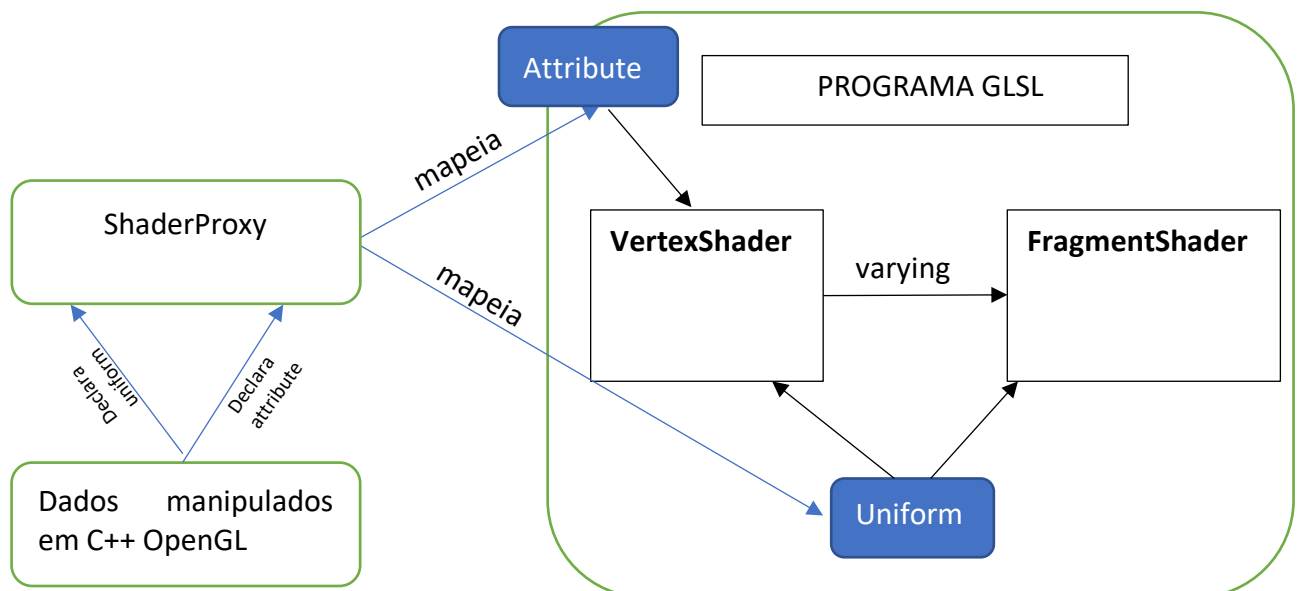 Attribute
PROGRAMA GLSL
mapeia
ShaderProxy
VertexShader
FragmentShader
varying
mapeia
Declara
uniform
Declara
attribute
Dados manipulados
em C++ OpenGL
Uniform